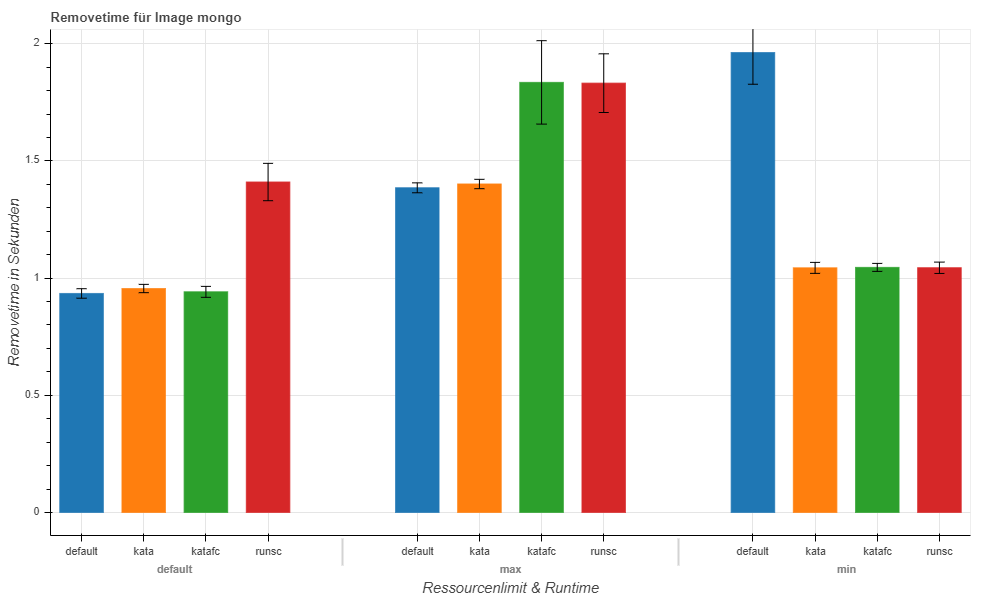 Removetime für Image mongo
Removetime in Sekunden
2
1.5
1
0.5
0
default kata katafc runsc default kata katafc runsc default kata katafc runsc
default max min
Ressourcenlimit & Runtime